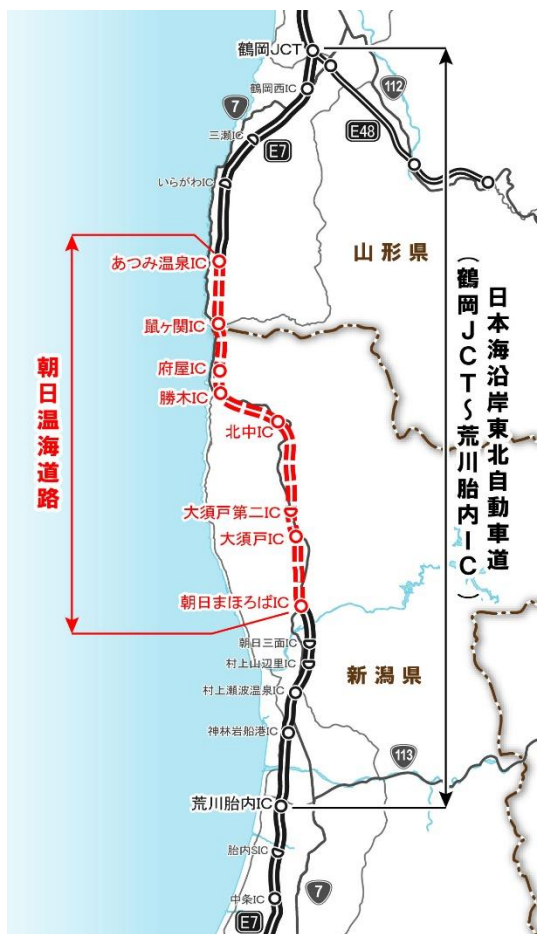 鶴岡JCT
鶴岡西IC
112
7
三瀬IC
E7
E48
いらがわIC
山形県
あつみ温泉IC
鼠ヶ関IC
府屋IC
勝木IC
北中IC
大須戸第二IC
大須戸IC
朝日まほろばIC
朝日温海道路
日本海沿岸東北自動車道
(鶴岡JCT～荒川胎内IC)
朝日三面IC
村上山辺里IC
新潟県
村上瀬波温泉IC
神林岩船港IC
113
荒川胎内IC
胎内SIC
7
中条IC
E7